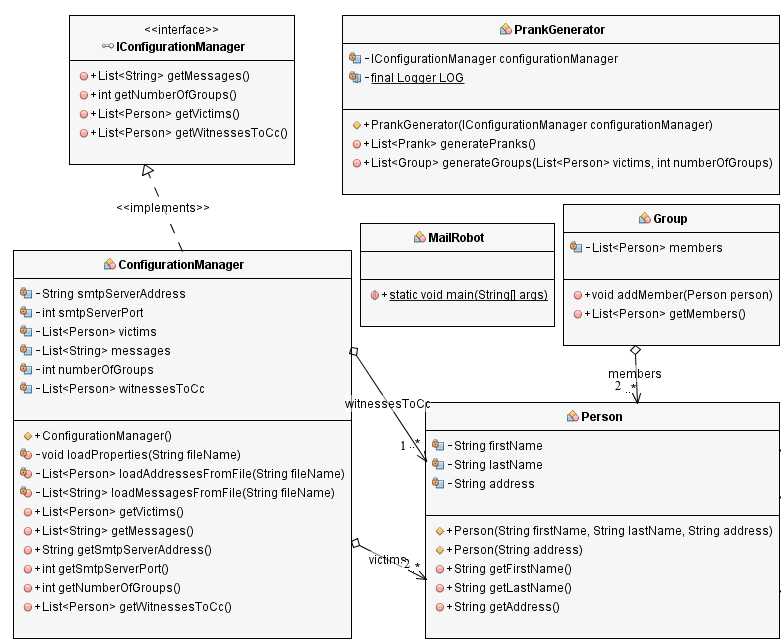 <<interface>>
IConfigurationManager
+List<String> getMessages()
+int getNumberOfGroups()
+List<Person> getVictims()
+List<Person> getWitnessesToCc()
PrankGenerator
-IConfigurationManager configurationManager
-final Logger LOG
+PrankGenerator(IConfigurationManager configurationManager)
+List<Prank> generatePranks()
+List<Group> generateGroups(List<Person> victims, int numberOfGroups)
<<implements>>
MailRobot
+static void main(String[] args)
Group
-List<Person> members
+void addMember(Person person)
+List<Person> getMembers()
ConfigurationManager
-String smtpServerAddress
-int smtpServerPort
-List<Person> victims
-List<String> messages
-int numberOfGroups
-List<Person> witnessesToCc
+ConfigurationManager()
-void loadProperties(String fileName)
-List<Person> loadAddressesFromFile(String fileName)
-List<String> loadMessagesFromFile(String fileName)
+List<Person> getVictims()
+List<String> getMessages()
+String getSmtpServerAddress()
+int getSmtpServerPort()
+int getNumberOfGroups()
+List<Person> getWitnessesToCc()
members
2 ..*
witnessesToCc
1 ..*
victims
2 ..*
Person
-String firstName
-String lastName
-String address
+Person(String firstName, String lastName, String address)
+Person(String address)
+String getFirstName()
+String getLastName()
+String getAddress()